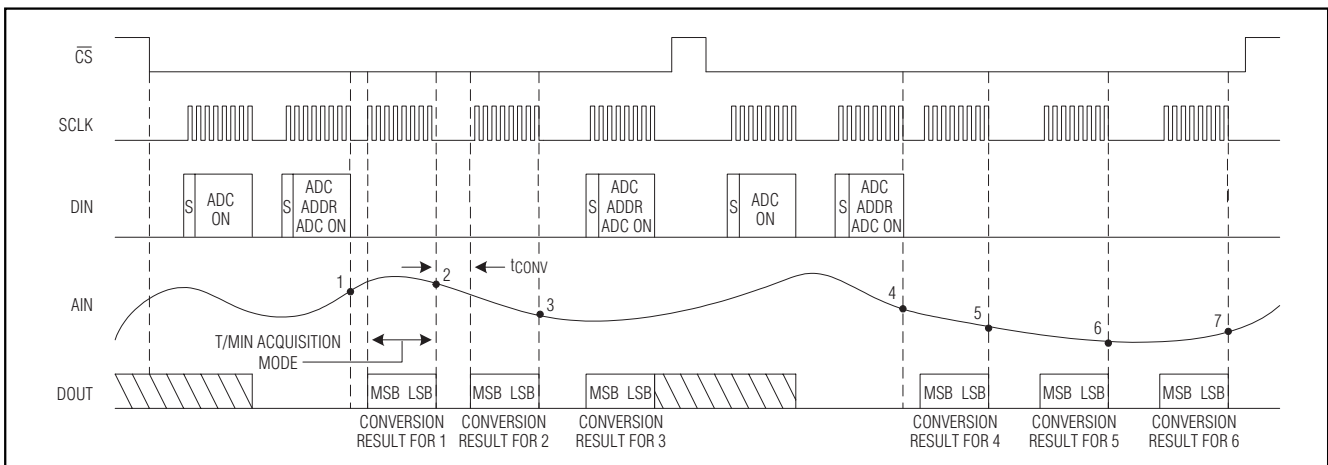 CS
SCLK
DIN
S
ADC
ON
S
ADC
ADDR
ADC ON
S
ADC
ADDR
ADC ON
S
ADC
ON
S
ADC
ADDR
ADC ON
AIN
1
2
tCONV
3
4
5
6
7
T/MIN ACQUISITION
MODE
DOUT
MSB LSB
MSB LSB
MSB LSB
MSB LSB
MSB LSB
MSB LSB
CONVERSION
RESULT FOR 1
CONVERSION
RESULT FOR 2
CONVERSION
RESULT FOR 3
CONVERSION
RESULT FOR 4
CONVERSION
RESULT FOR 5
CONVERSION
RESULT FOR 6